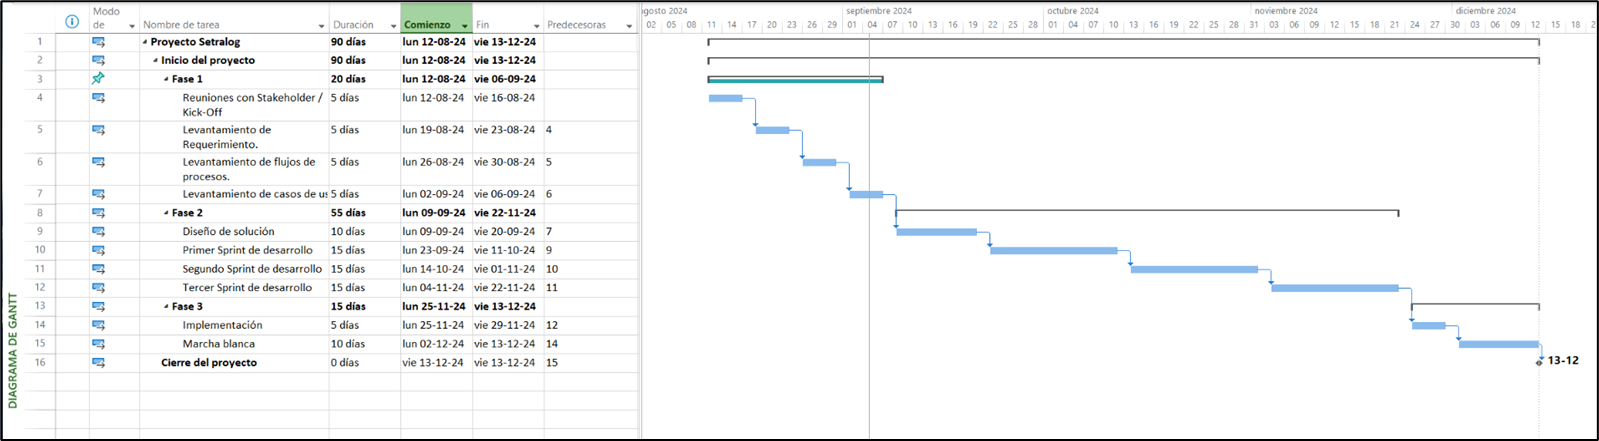 Modo de
Nombre de tarea
Duración
Comienzo
Fin
Predecesoras
agosto 2024
septiembre 2024
octubre 2024
noviembre 2024
diciembre 2024
02 05 08 11 14 17 20 23 26 29 01 04 07 10 13 16 19 22 25 28 01 04 07 10 13 16 19 22 25 28 31 03 06 09 12 15 18 21 24 27 30 03 06 09 12 15 18
1 Proyecto Setralog 90 días lun 12-08-24 vie 13-12-24
2 Inicio del proyecto 90 días lun 12-08-24 vie 13-12-24
3 Fase 1 20 días lun 12-08-24 vie 06-09-24
4 Reuniones con Stakeholder / 5 días lun 12-08-24 vie 16-08-24
Kick-Off
5 Levantamiento de 5 días lun 19-08-24 vie 23-08-24 4
Requerimiento.
6 Levantamiento de flujos de 5 días lun 26-08-24 vie 30-08-24 5
procesos.
7 Levantamiento de casos de us 5 días lun 02-09-24 vie 06-09-24 6
8 Fase 2 55 días lun 09-09-24 vie 22-11-24
9 Diseño de solución 10 días lun 09-09-24 vie 20-09-24 7
10 Primer Sprint de desarrollo 15 días lun 23-09-24 vie 11-10-24 9
11 Segundo Sprint de desarrollo 15 días lun 14-10-24 vie 01-11-24 10
12 Tercer Sprint de desarrollo 15 días lun 04-11-24 vie 22-11-24 11
13 Fase 3 15 días lun 25-11-24 vie 13-12-24
14 Implementación 5 días lun 25-11-24 vie 29-11-24 12
15 Marcha blanca 10 días lun 02-12-24 vie 13-12-24 14
16 Cierre del proyecto 0 días vie 13-12-24 vie 13-12-24 15
13-12
DIAGRAMA DE GANTT